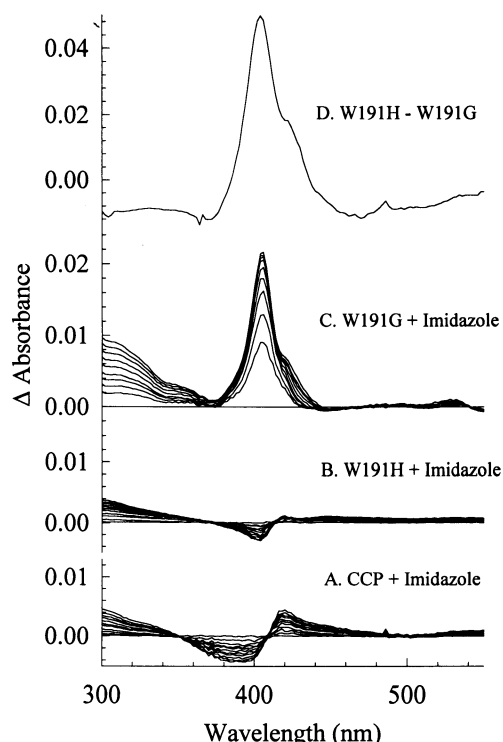 0.04
D. W191H - W191G
0.02
0.00
0.02
C. W191G + Imidazole
0.01
0.00
Δ Absorbance
B. W191H + Imidazole
0.01
0.00
A. CCP + Imidazole
0.01
0.00
300
400
500
Wavelength (nm)